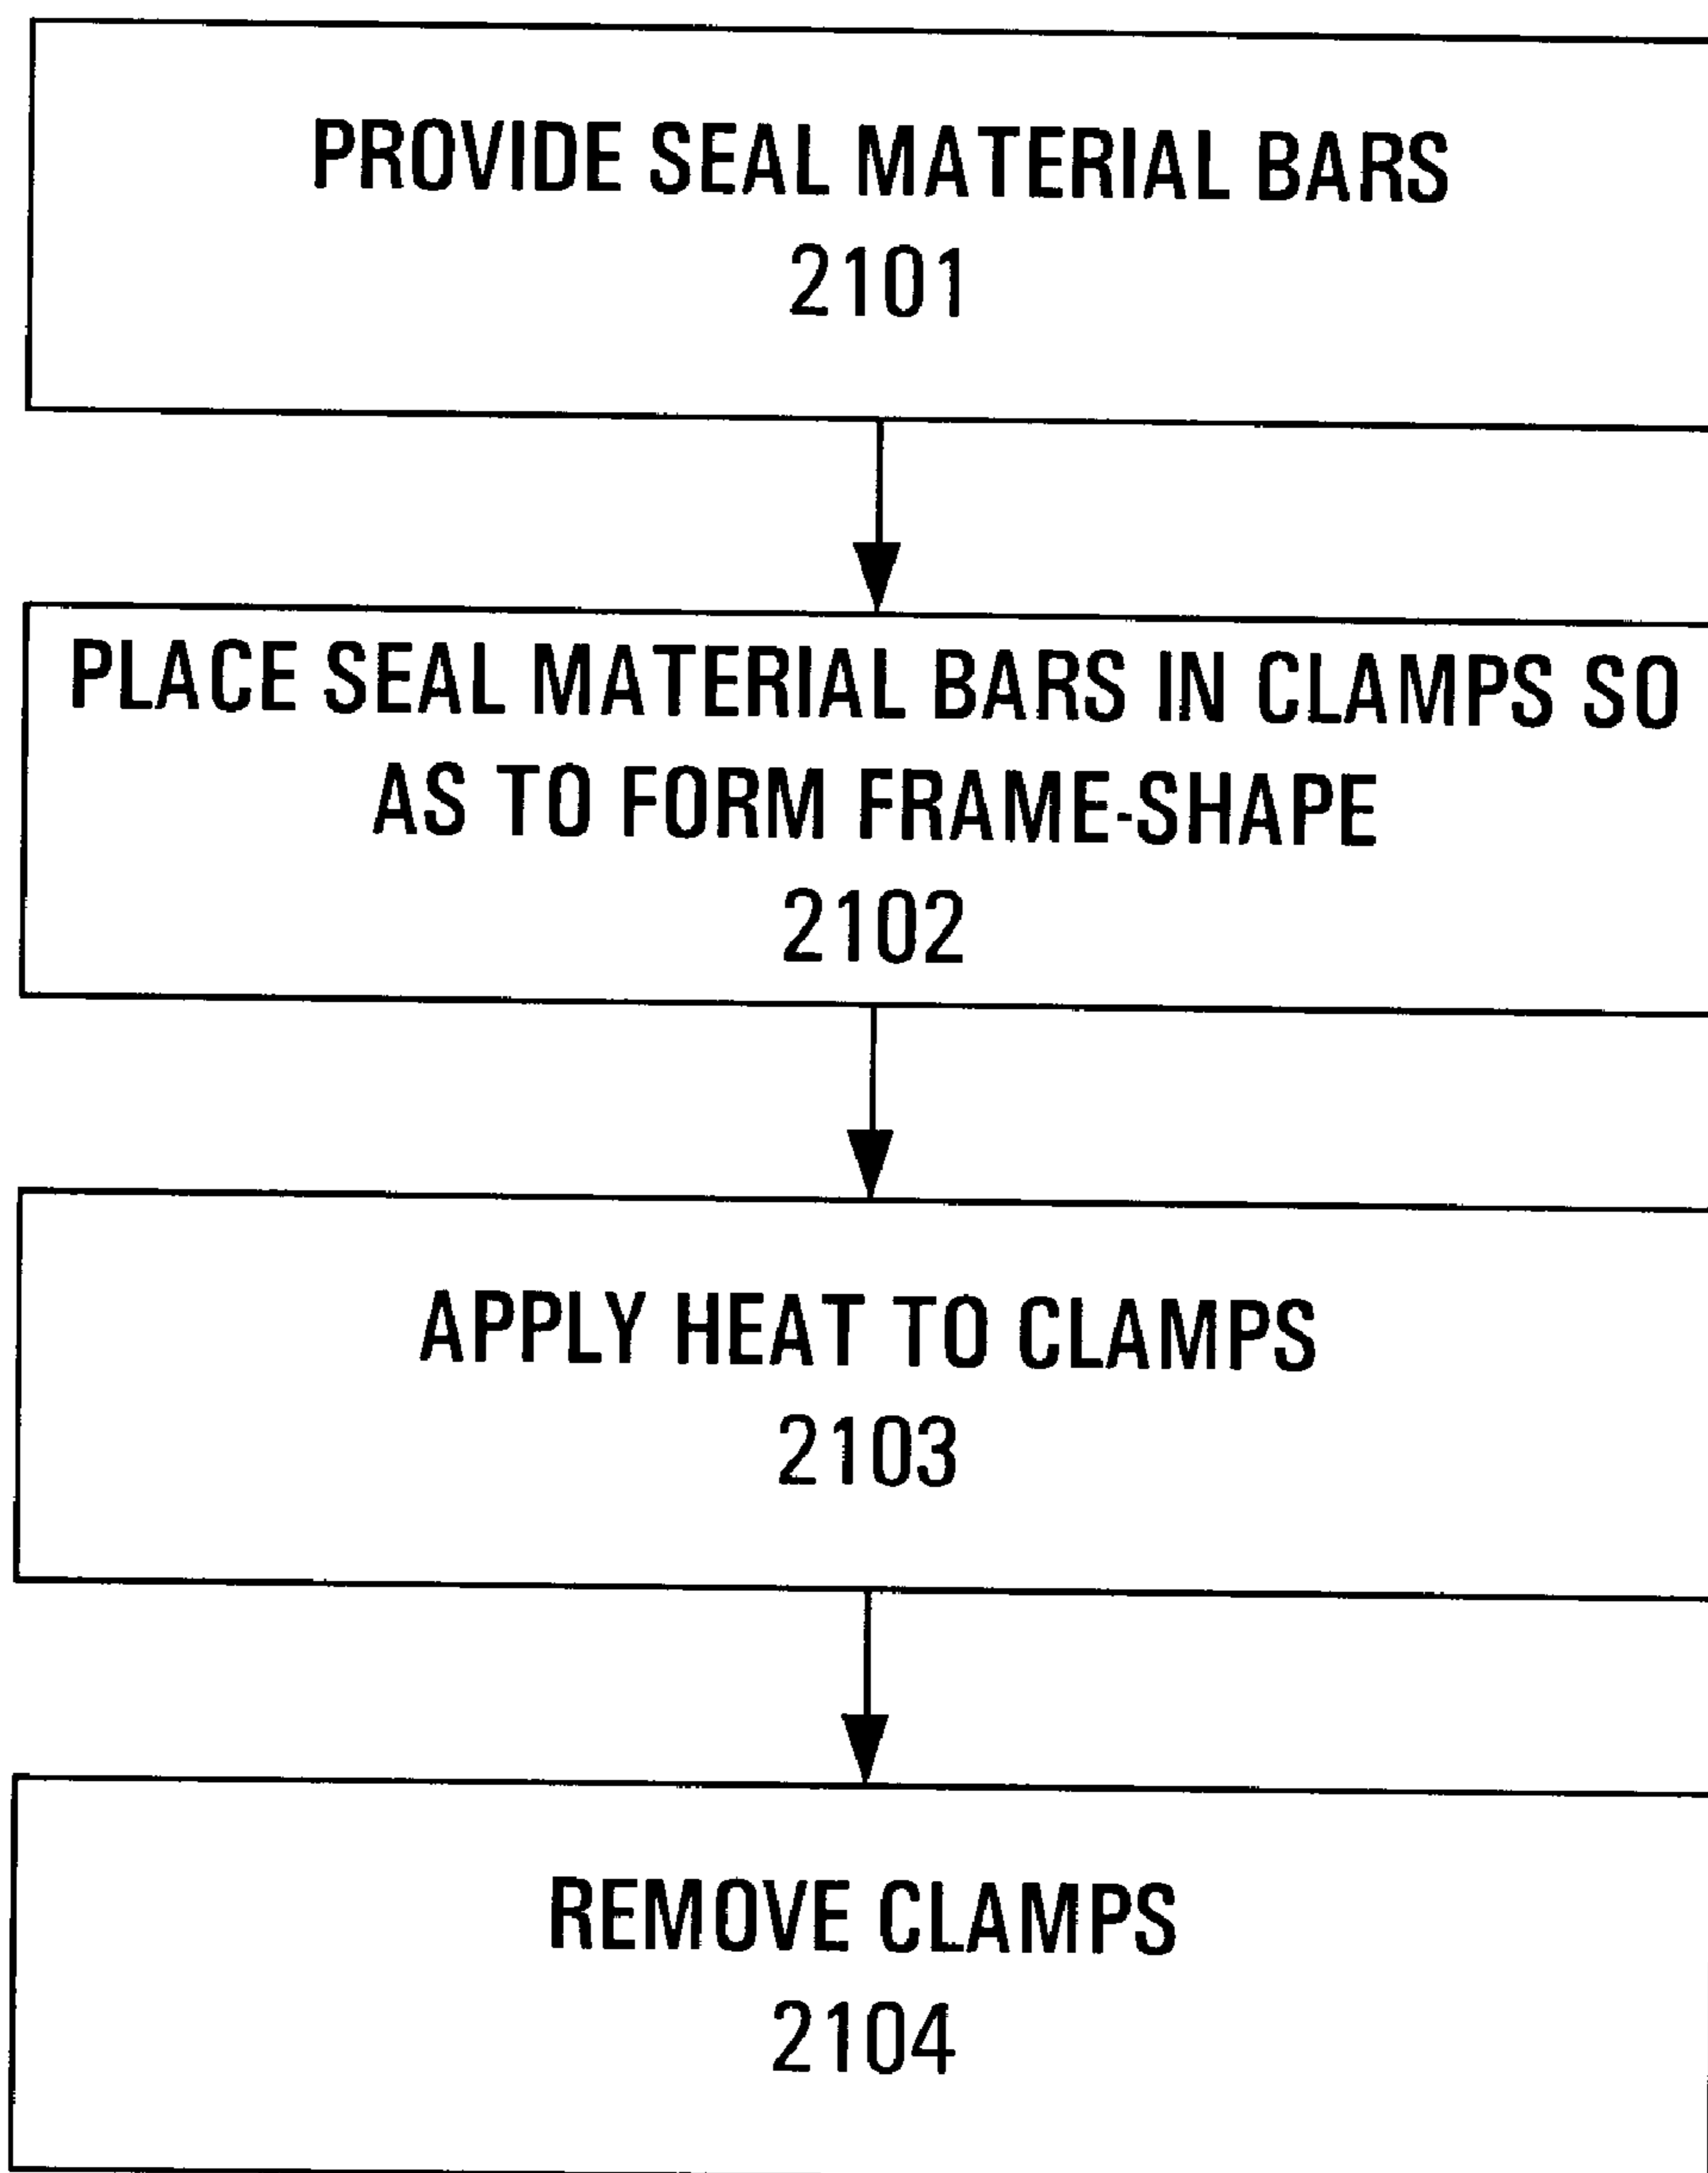 PROVIDE SEAL MATERIAL BARS
2101
PLACE SEAL MATERIAL BARS IN CLAMPS SO
AS TO FORM FRAME-SHAPE
2102
APPLY HEAT TO CLAMPS
2103
REMOVE CLAMPS
2104